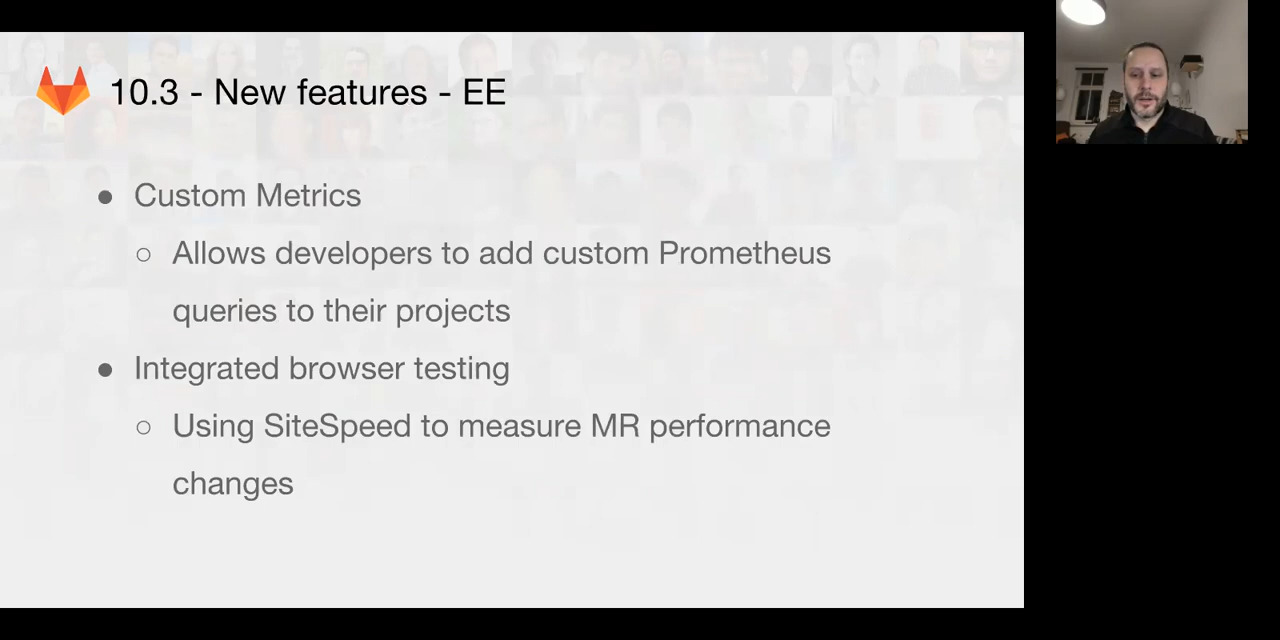 10.3 - New features - EE
● Custom Metrics
○ Allows developers to add custom Prometheus
queries to their projects
● Integrated browser testing
○ Using SiteSpeed to measure MR performance
changes